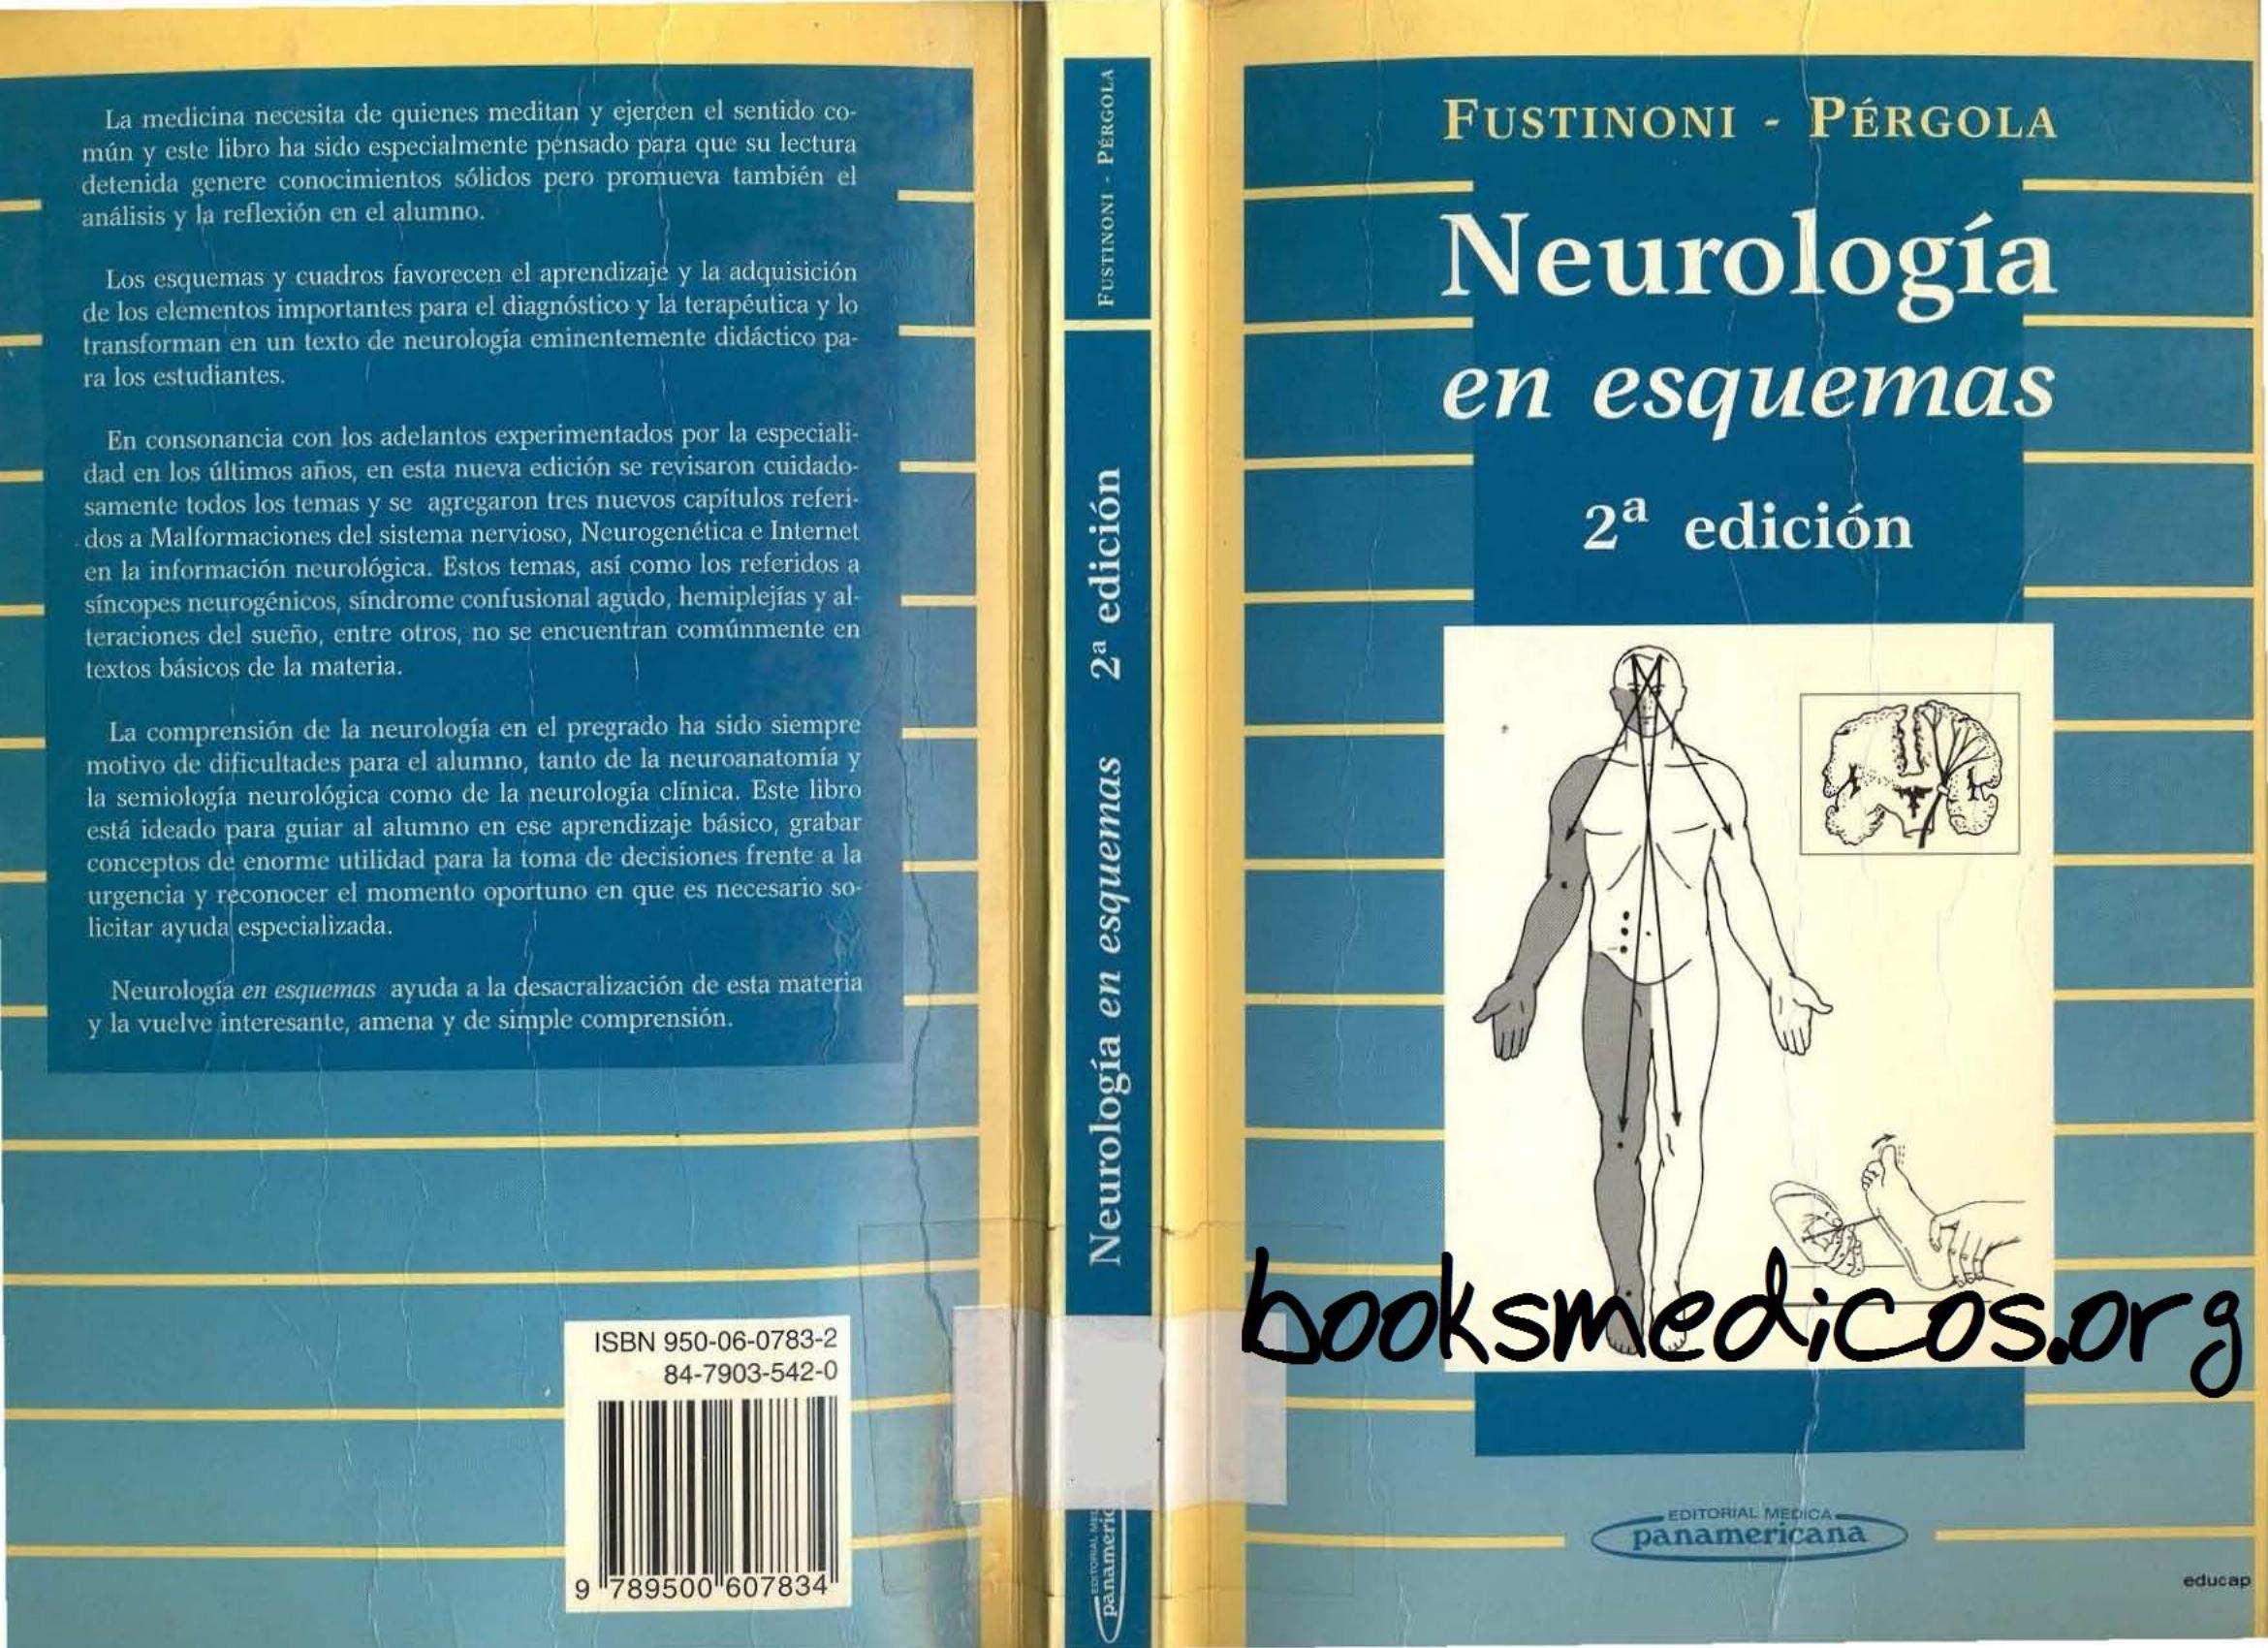 La medicina necesita de quienes meditan y ejercen el sentido co-
mún y este libro ha sido especialmente pensado para que su lectura
detenida genere conocimientos sólidos pero promueva también el
análisis y la reflexión en el alumno.
Los esquemas y cuadros favorecen el aprendizaje y la adquisición
de los elementos importantes para el diagnóstico y la terapéutica y lo
transforman en un texto de neurología eminentemente didáctico pa-
ra los estudiantes.
En consonancia con los adelantos experimentados por la especiali-
dad en los últimos años, en esta nueva edición se revisaron cuidado-
samente todos los temas y se agregaron tres nuevos capítulos referi-
dos a Malformaciones del sistema nervioso, Neurogenética e Internet
en la información neurológica. Estos temas, así como los referidos a
síncopes neurogénicos, síndrome confusional agudo, hemiplejías y al-
teraciones del sueño, entre otros, no se encuentran comúnmente en
textos básicos de la materia.
La comprensión de la neurología en el pregrado ha sido siempre
motivo de dificultades para el alumno, tanto de la neuroanatomía y
la semiología neurológica como de la neurología clínica. Este libro
está ideado para guiar al alumno en ese aprendizaje básico, grabar
conceptos de enorme utilidad para la toma de decisiones frente a la
urgencia y reconocer el momento oportuno en que es necesario so-
licitar ayuda especializada.
Neurología en esquemas ayuda a la desacralización de esta materia
y la vuelve interesante, amena y de simple comprensión.
ISBN 950-06-0783-2
84-7903-542-0
9 789500 607834
FUSTINONI - PÉRGOLA
Neurología en esquemas 2ª edición
EDITORIAL MED
panameric
FUSTINONI - PÉRGOLA
Neurología
en esquemas
2ª edición
booksmedicos.org
EDITORIAL MEDICA
panamericana
educap